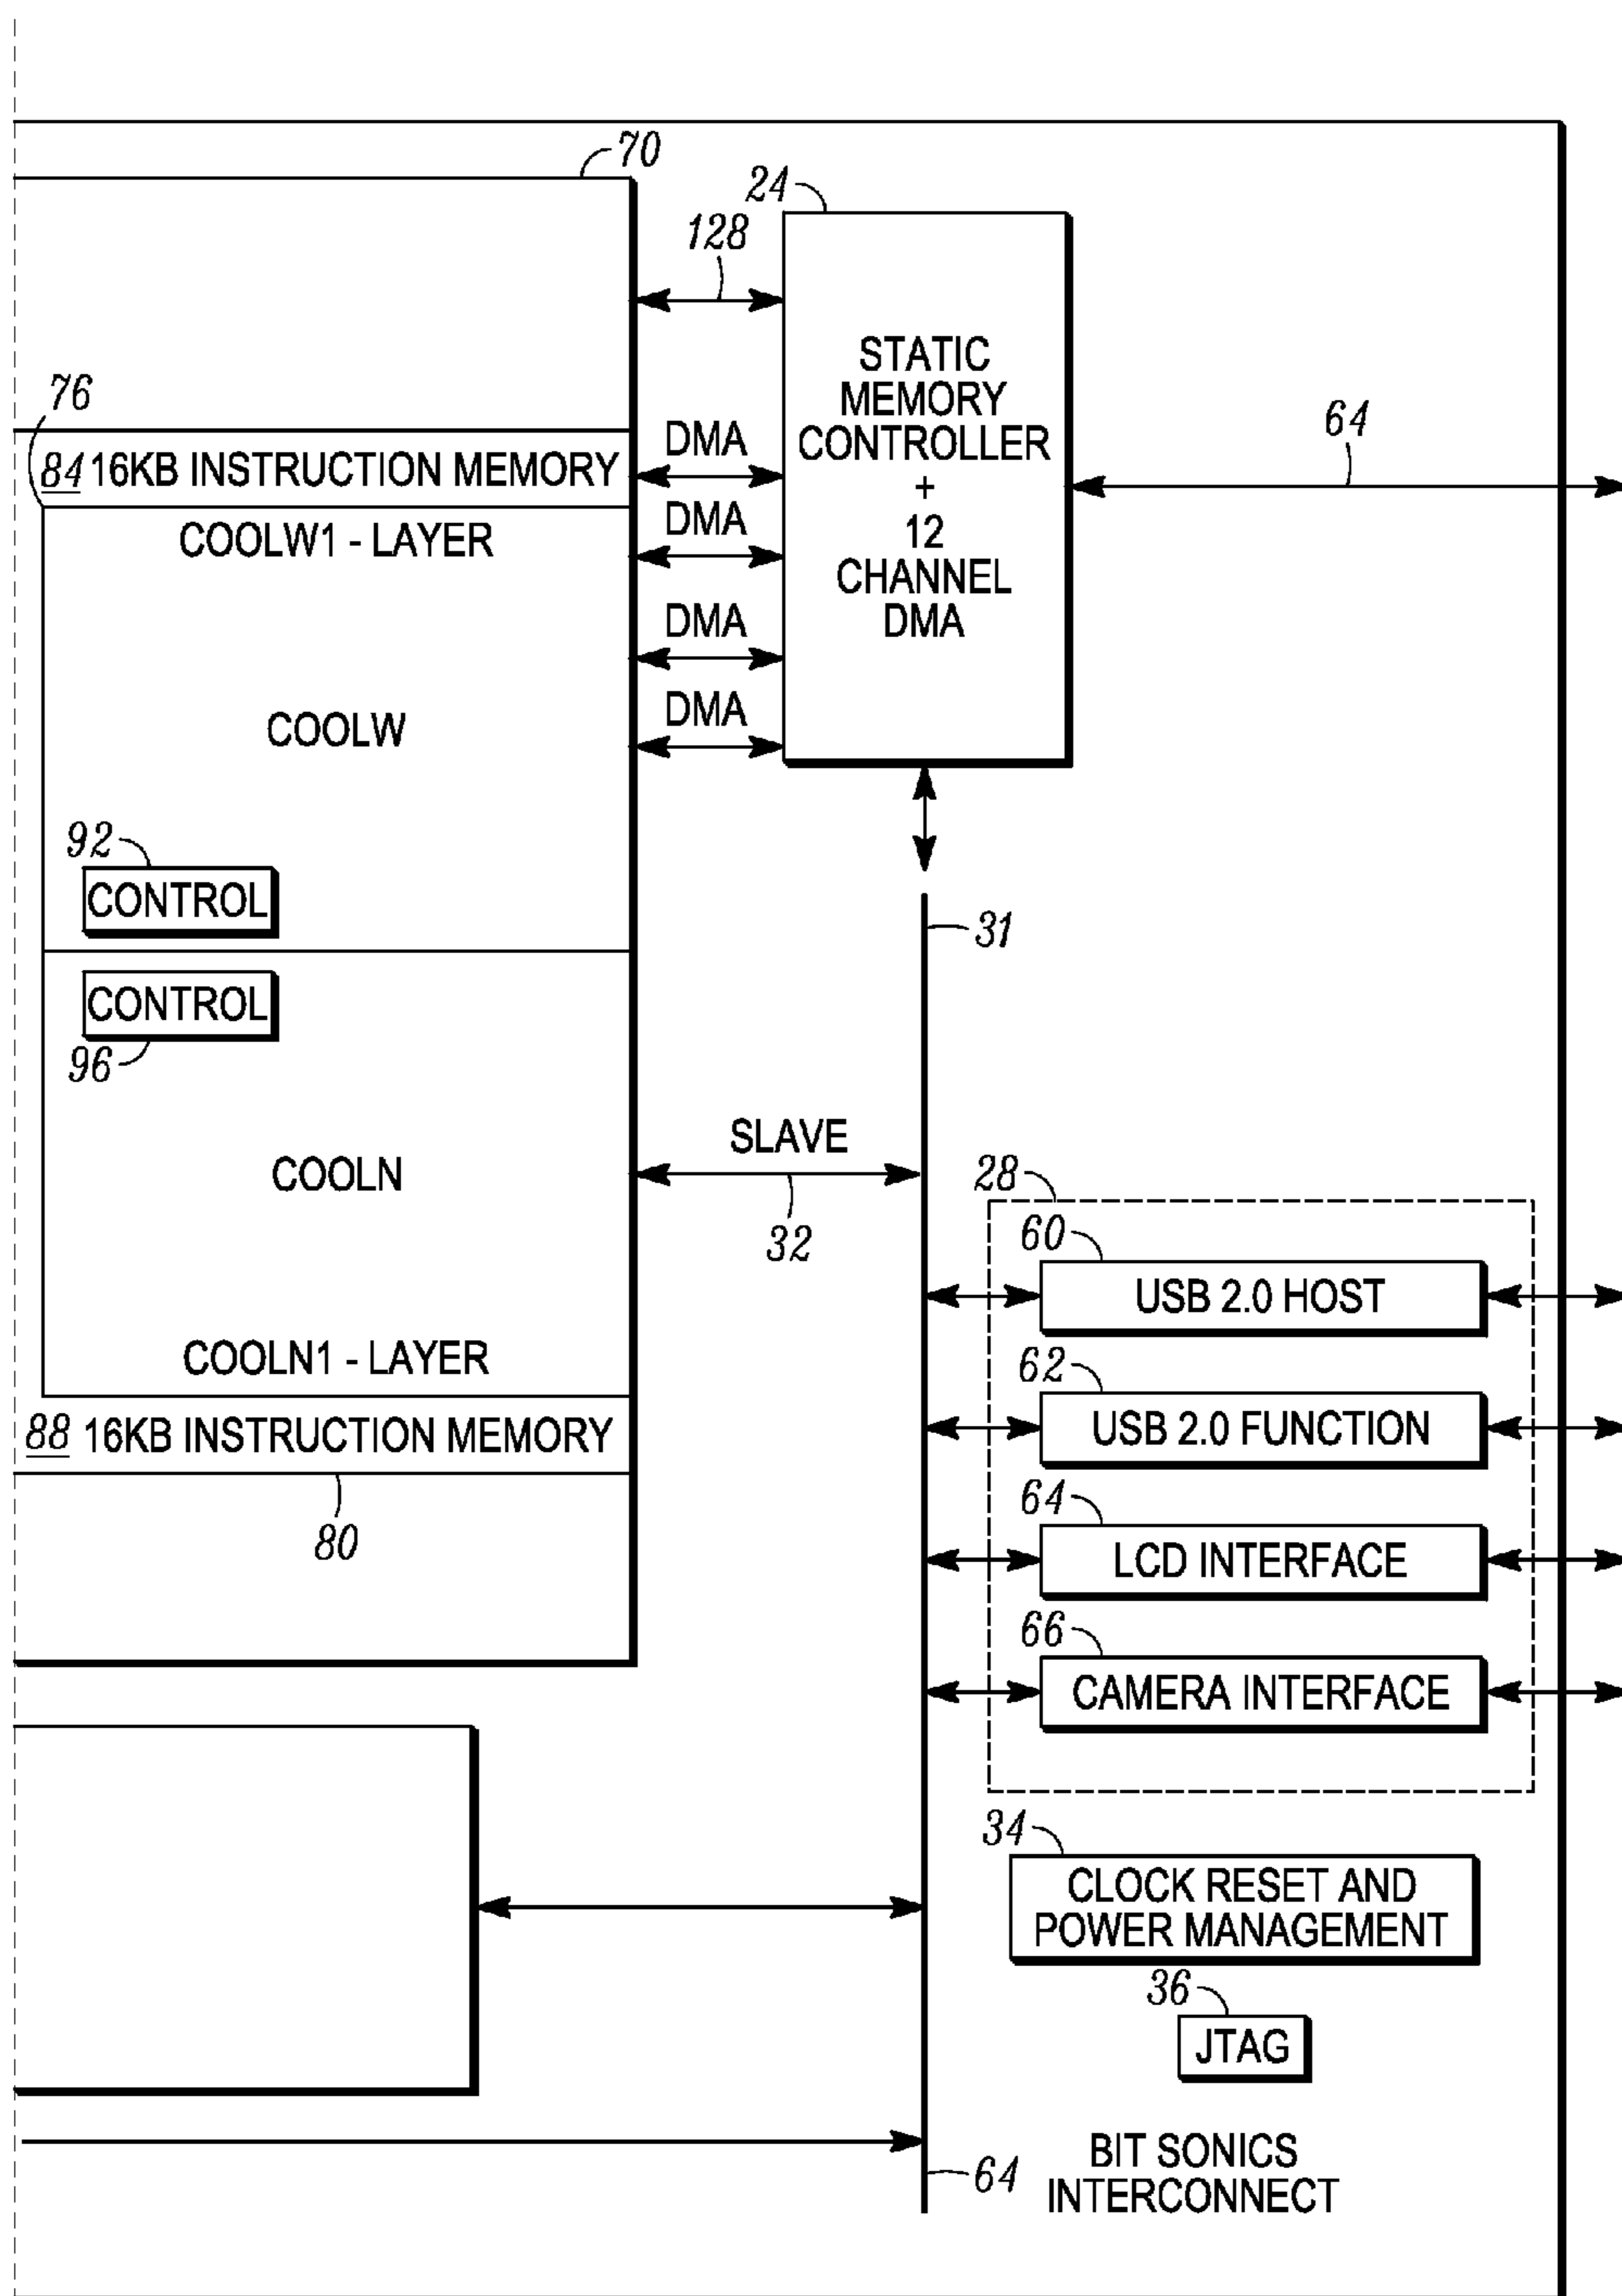 70
24
128
STATIC
MEMORY
CONTROLLER
+
12
CHANNEL
DMA
64
76
84 16KB INSTRUCTION MEMORY
DMA
DMA
DMA
DMA
COOLW1 - LAYER
COOLW
92
CONTROL
CONTROL
96
31
SLAVE
32
COOLN
COOLN1 - LAYER
88 16KB INSTRUCTION MEMORY
80
28
60
USB 2.0 HOST
62
USB 2.0 FUNCTION
64
LCD INTERFACE
66
CAMERA INTERFACE
34
CLOCK RESET AND
POWER MANAGEMENT
36
JTAG
64
BIT SONICS
INTERCONNECT